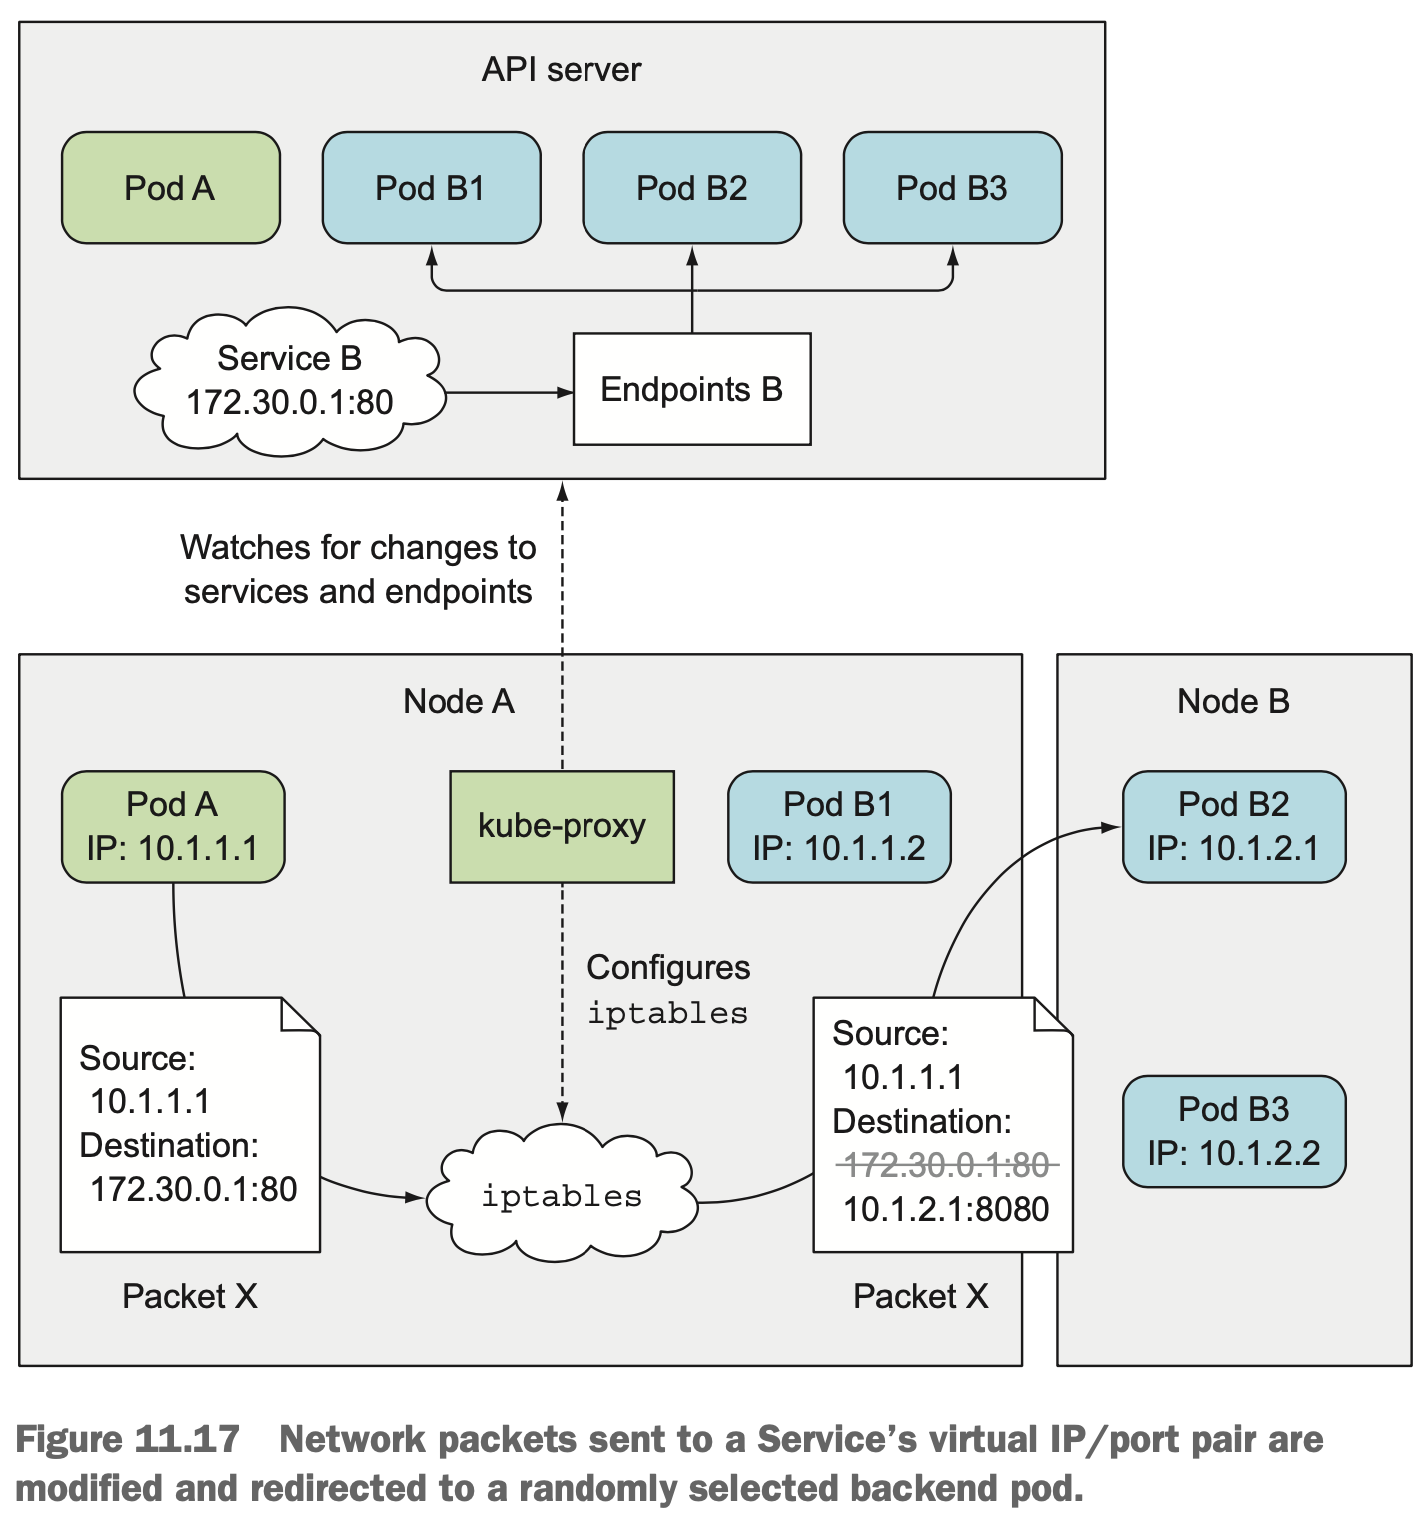 API server
Pod A
Pod B1
Pod B2
Pod B3
Service B
172.30.0.1:80
Endpoints B
Watches for changes to
services and endpoints
Node A
Node B
Pod A
IP: 10.1.1.1
kube-proxy
Pod B1
IP: 10.1.1.2
Pod B2
IP: 10.1.2.1
Configures
iptables
Source:
10.1.1.1
Destination:
172.30.0.1:80
Packet X
iptables
Source:
10.1.1.1
Destination:
172.30.0.1:80
10.1.2.1:8080
Packet X
Pod B3
IP: 10.1.2.2
Figure 11.17 Network packets sent to a Service’s virtual IP/port pair are
modified and redirected to a randomly selected backend pod.